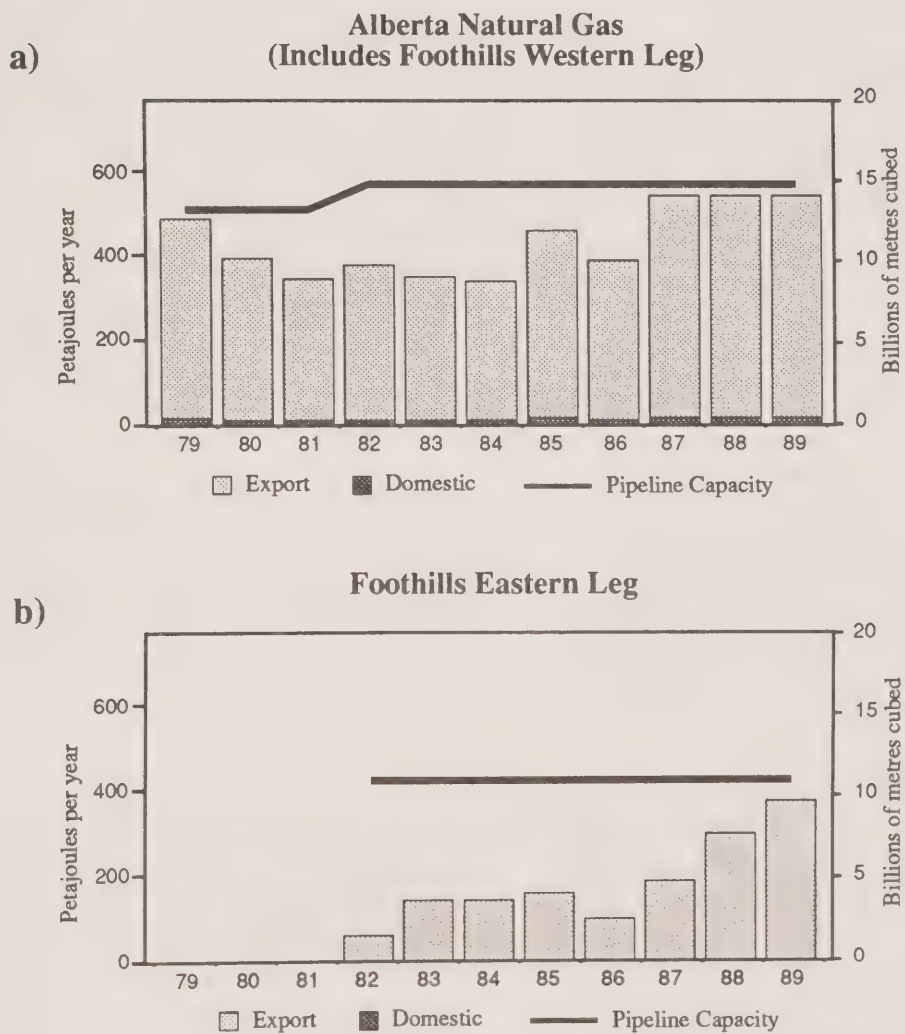 Alberta Natural Gas
a)
(Includes Foothills Western Leg)
Petajoules per year
600
400
200
0
20
15
10
5
0
Billions of metres cubed
79 80 81 82 83 84 85 86 87 88 89
Export Domestic Pipeline Capacity
Foothills Eastern Leg
b)
Petajoules per year
600
400
200
0
20
15
10
5
0
Billions of metres cubed
79 80 81 82 83 84 85 86 87 88 89
Export Domestic Pipeline Capacity